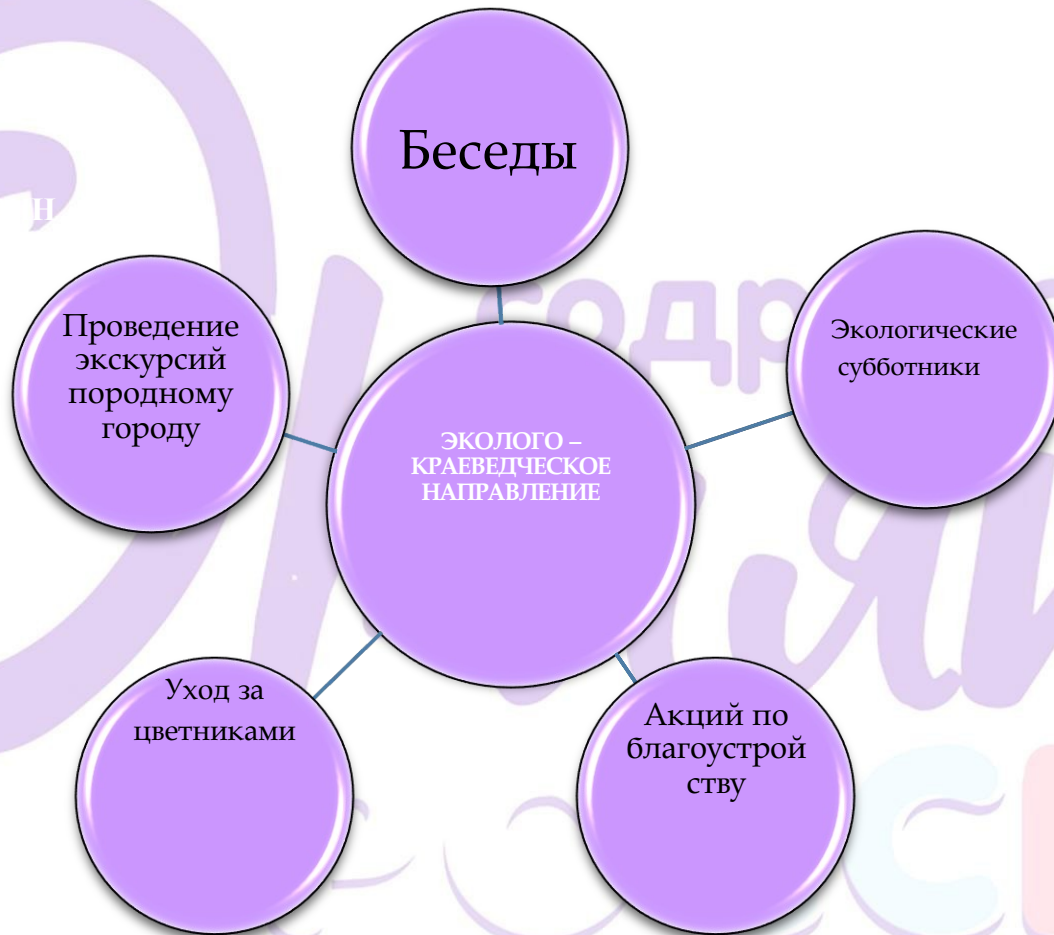 Беседы
Н
Проведение
экскурсий
породному
городу
Экологические
субботники
ЭКОЛОГО –
КРАЕВЕДЧЕСКОЕ
НАПРАВЛЕНИЕ
Уход за
цветниками
Акций по
благоустрой
ству